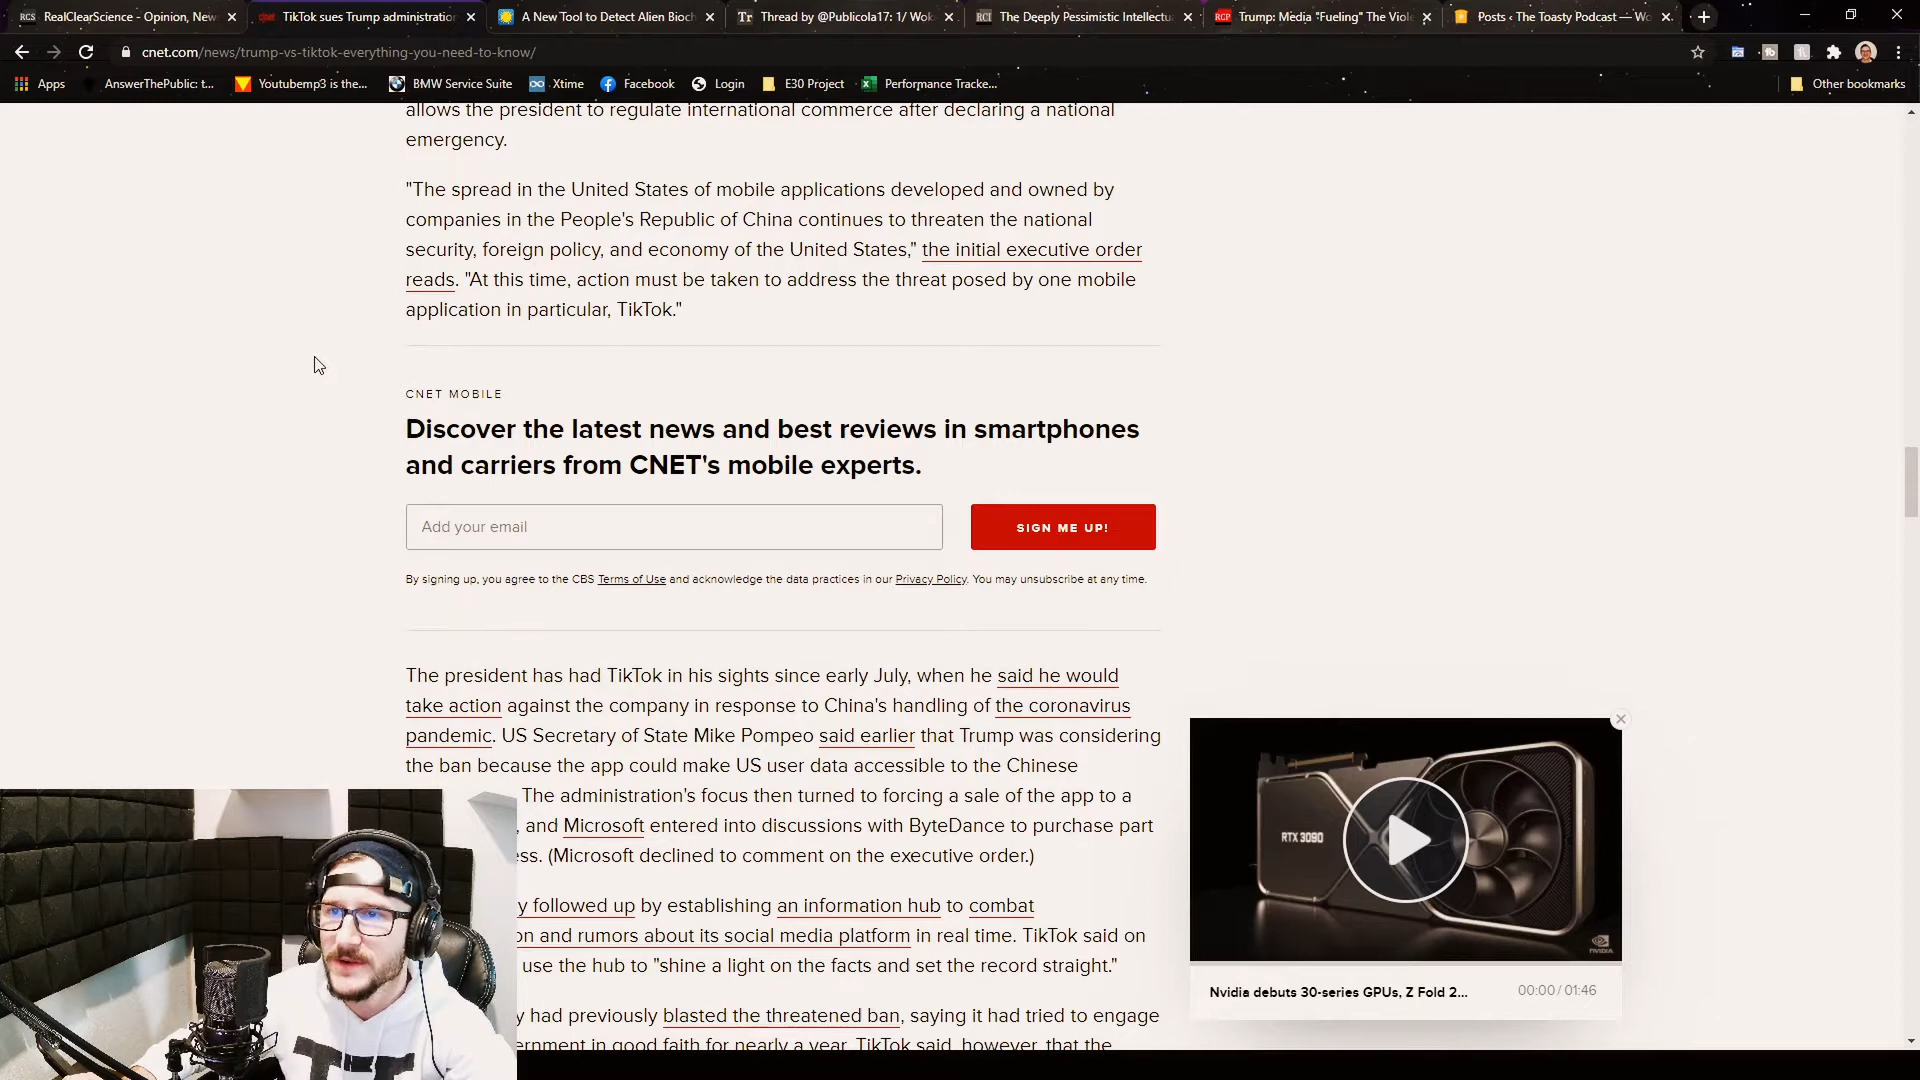 RCS RealClearScience - Opinion, New
cnet TikTok sues Trump administration
A New Tool to Detect Alien Bioch
Tr Thread by @Publicola17: 1/ Wok
RCI The Deeply Pessimistic Intellectu
RCP Trump: Media "Fueling" The Viol
Posts ‹ The Toasty Podcast — Wo
cnet.com/news/trump-vs-tiktok-everything-you-need-to-know/
Apps
AnswerThePublic: t...
Youtubemp3 is the...
BMW Service Suite
Xtime
Facebook
Login
E30 Project
Performance Tracke...
Other bookmarks
allows the president to regulate international commerce after declaring a national
emergency.
"The spread in the United States of mobile applications developed and owned by
companies in the People's Republic of China continues to threaten the national
security, foreign policy, and economy of the United States," the initial executive order
reads. "At this time, action must be taken to address the threat posed by one mobile
application in particular, TikTok."
CNET MOBILE
Discover the latest news and best reviews in smartphones
and carriers from CNET's mobile experts.
Add your email
SIGN ME UP!
By signing up, you agree to the CBS Terms of Use and acknowledge the data practices in our Privacy Policy. You may unsubscribe at any time.
The president has had TikTok in his sights since early July, when he said he would
take action against the company in response to China's handling of the coronavirus
pandemic. US Secretary of State Mike Pompeo said earlier that Trump was considering
the ban because the app could make US user data accessible to the Chinese
The administration's focus then turned to forcing a sale of the app to a
, and Microsoft entered into discussions with ByteDance to purchase part
ss. (Microsoft declined to comment on the executive order.)
y followed up by establishing an information hub to combat
on and rumors about its social media platform in real time. TikTok said on
use the hub to "shine a light on the facts and set the record straight."
y had previously blasted the threatened ban, saying it had tried to engage
ernment in good faith for nearly a year. TikTok said, however, that the
RTX 3090
NVIDIA
Nvidia debuts 30-series GPUs, Z Fold 2...
00:00 / 01:46